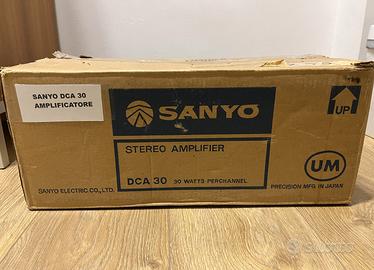 SANYO DCA 30
AMPLIFICATORE
SANYO
UP
STEREO AMPLIFIER
DCA 30 30 WATTS PERCHANNEL
UM
SANYO ELECTRIC CO., LTD.
PRECISION MFG. IN JAPAN
subito